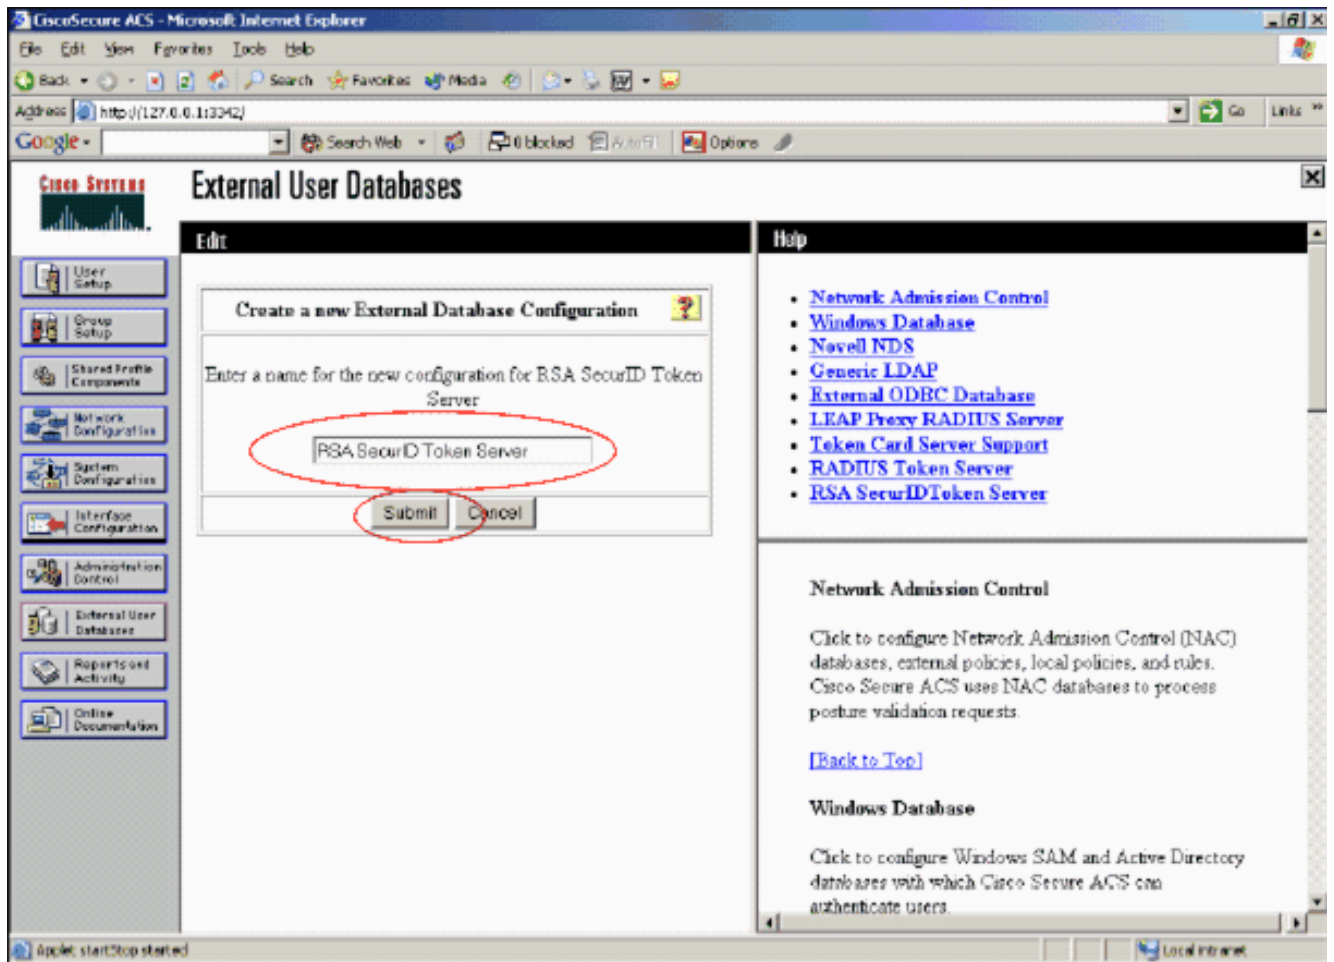 CiscoSecure ACS - Microsoft Internet Explorer
File Edit View Favorites Tools Help
Back Search Favorites Media
Address http://127.0.0.1:3342/ Go Links »
Google Search Web 0 blocked AutoFill Options
CISCO SYSTEMS
External User Databases
Edit
Help
User
Setup
Group
Setup
Shared Profile
Components
Network
Configuration
System
Configuration
Interface
Configuration
Administration
Control
External User
Databases
Reports and
Activity
Online
Documentation
Create a new External Database Configuration ?
Enter a name for the new configuration for RSA SecurID Token
Server
RSA SecurID Token Server
Submit Cancel
• Network Admission Control
• Windows Database
• Novell NDS
• Generic LDAP
• External ODBC Database
• LEAP Proxy RADIUS Server
• Token Card Server Support
• RADIUS Token Server
• RSA SecurIDToken Server
Network Admission Control
Click to configure Network Admission Control (NAC)
databases, external policies, local policies, and rules.
Cisco Secure ACS uses NAC databases to process
posture validation requests.
[Back to Top]
Windows Database
Click to configure Windows SAM and Active Directory
databases with which Cisco Secure ACS can
authenticate users.
Applet startStop started
Local intranet